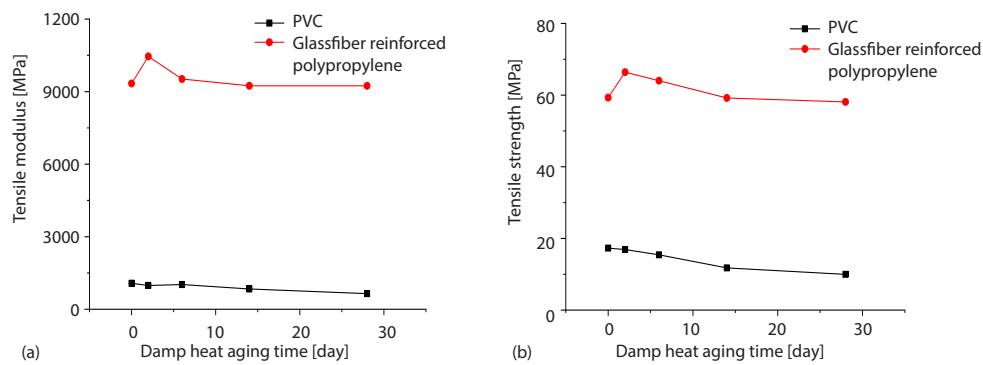 1200
9000
6000
3000
0
Tensile modulus [MPa]
PVC
Glassfiber reinforced
polypropylene
0
10
20
30
(a)
Damp heat aging time [day]
80
60
40
20
0
Tensile strength [MPa]
PVC
Glassfiber reinforced
polypropylene
0
10
20
30
(b)
Damp heat aging time [day]